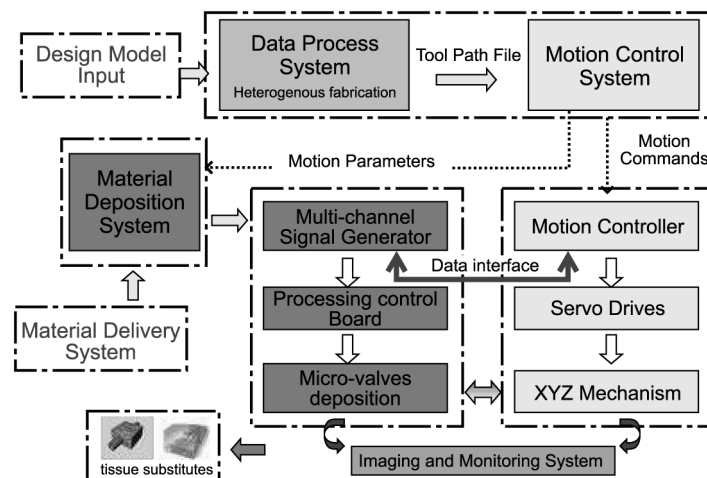 Design Model
Input
Data Process
System
Heterogenous fabrication
Tool Path File
Motion Control
System
Motion Parameters
Motion
Commands
Material
Deposition
System
Multi-channel
Signal Generator
Motion Controller
Data interface
Processing control
Board
Servo Drives
Material Delivery
System
Micro-valves
deposition
XYZ Mechanism
tissue substitutes
Imaging and Monitoring System